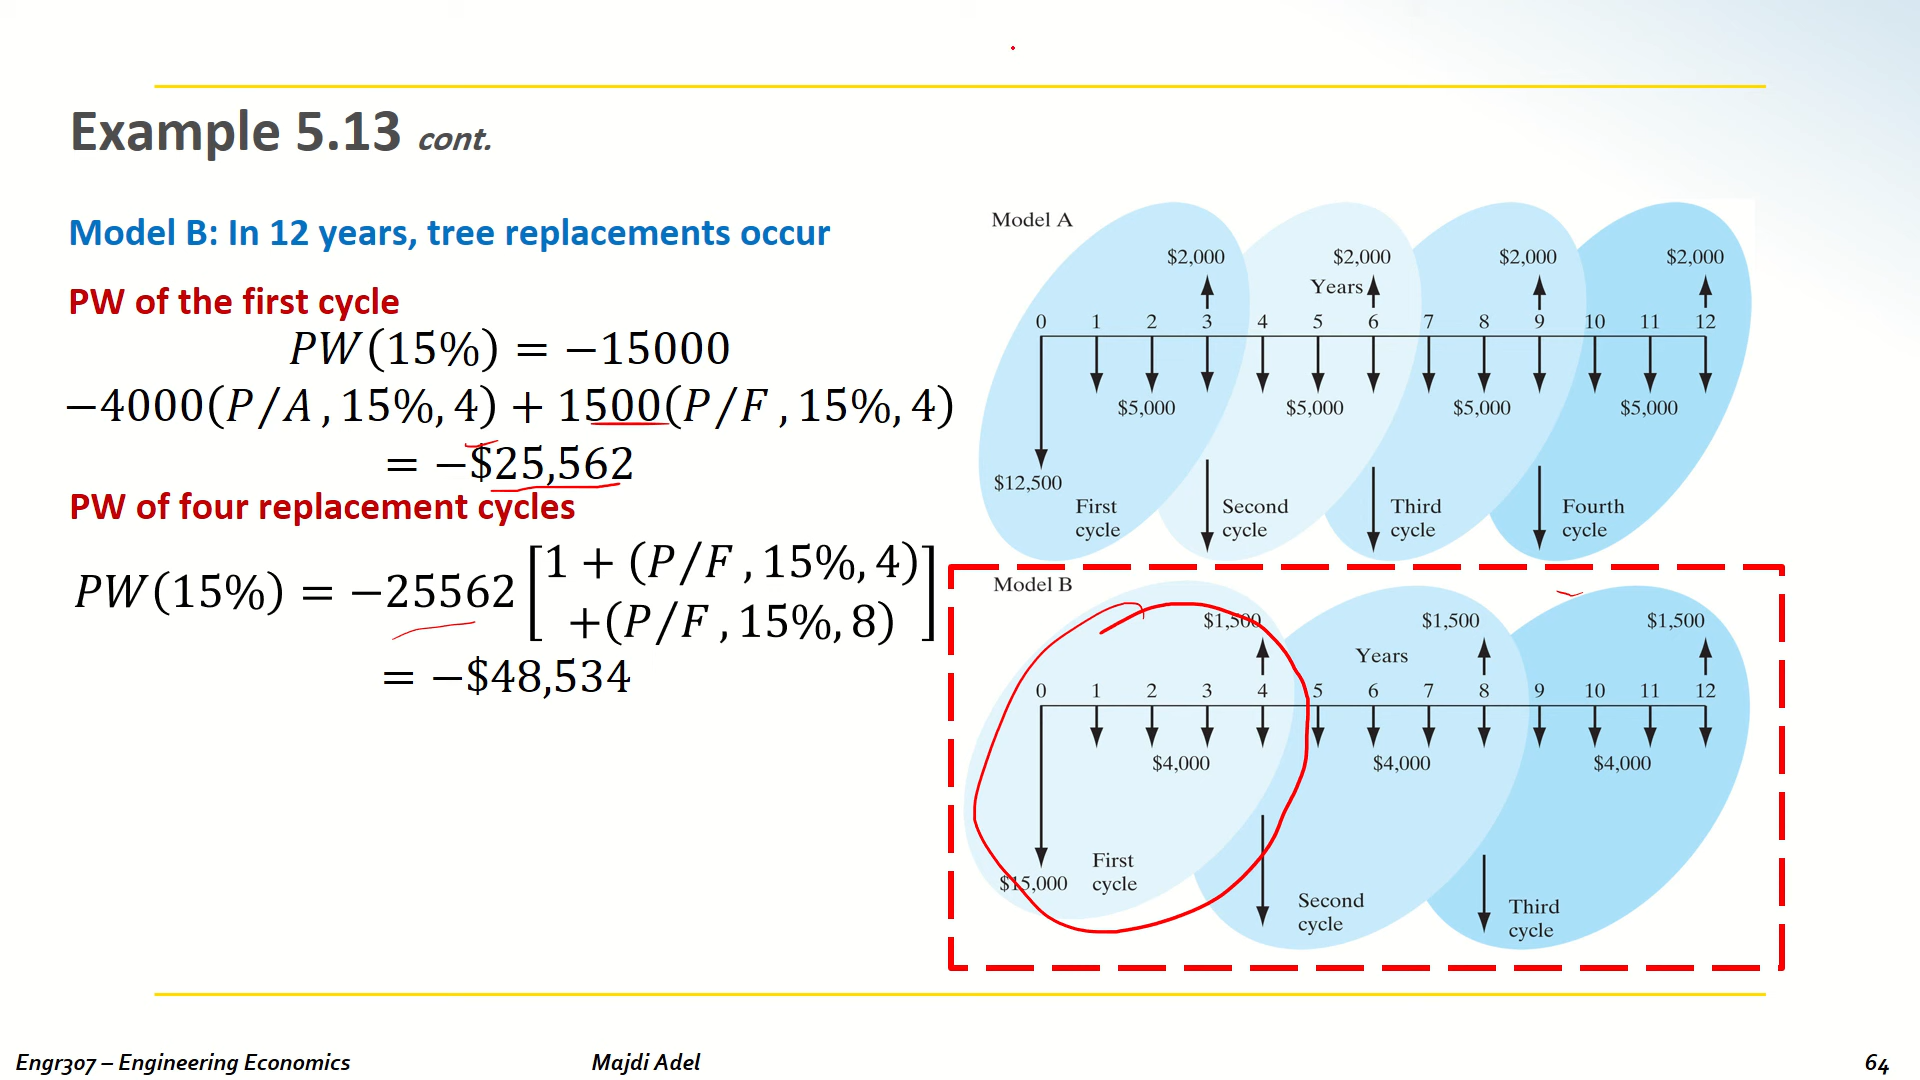 Example 5.13 cont.
Model B: In 12 years, tree replacements occur
PW of the first cycle
PW(15%) = −15000
−4000(P/A , 15%, 4) + 1500(P/F , 15%, 4)
= −$25,562
PW of four replacement cycles
PW(15%) = −25562 [1 + (P/F , 15%, 4)
+(P/F , 15%, 8)]
= −$48,534
Model A
$2,000 $2,000 $2,000 $2,000
Years
0 1 2 3 4 5 6 7 8 9 10 11 12
$5,000 $5,000 $5,000 $5,000
$12,500
First Second Third Fourth
cycle cycle cycle cycle
Model B
$1,500 $1,500 $1,500
Years
0 1 2 3 4 5 6 7 8 9 10 11 12
$4,000 $4,000 $4,000
$15,000
First
cycle
Second
cycle
Third
cycle
Engr307 – Engineering Economics Majdi Adel 64